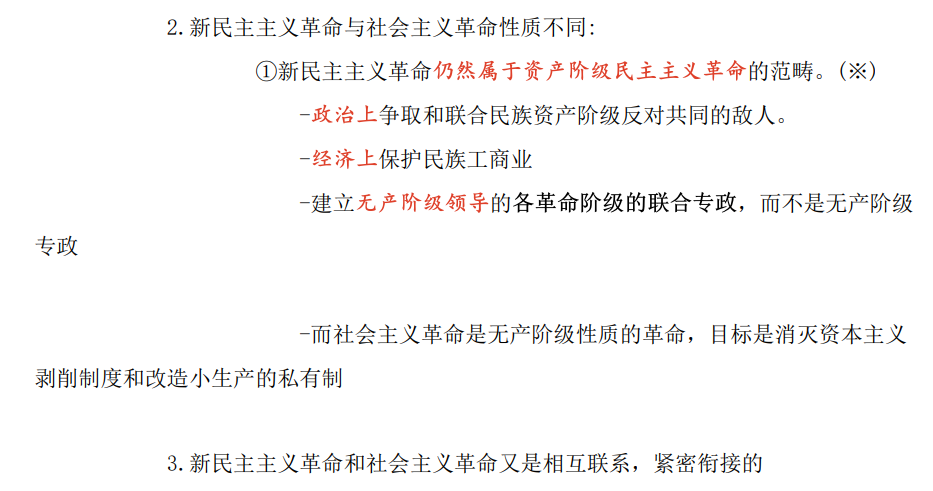 2.新民主主义革命与社会主义革命性质不同:
①新民主主义革命仍然属于资产阶级民主主义革命的范畴。(※)
-政治上争取和联合民族资产阶级反对共同的敌人。
-经济上保护民族工商业
-建立无产阶级领导的各革命阶级的联合专政，而不是无产阶级
专政
-而社会主义革命是无产阶级性质的革命，目标是消灭资本主义
剥削制度和改造小生产的私有制
3.新民主主义革命和社会主义革命又是相互联系，紧密衔接的